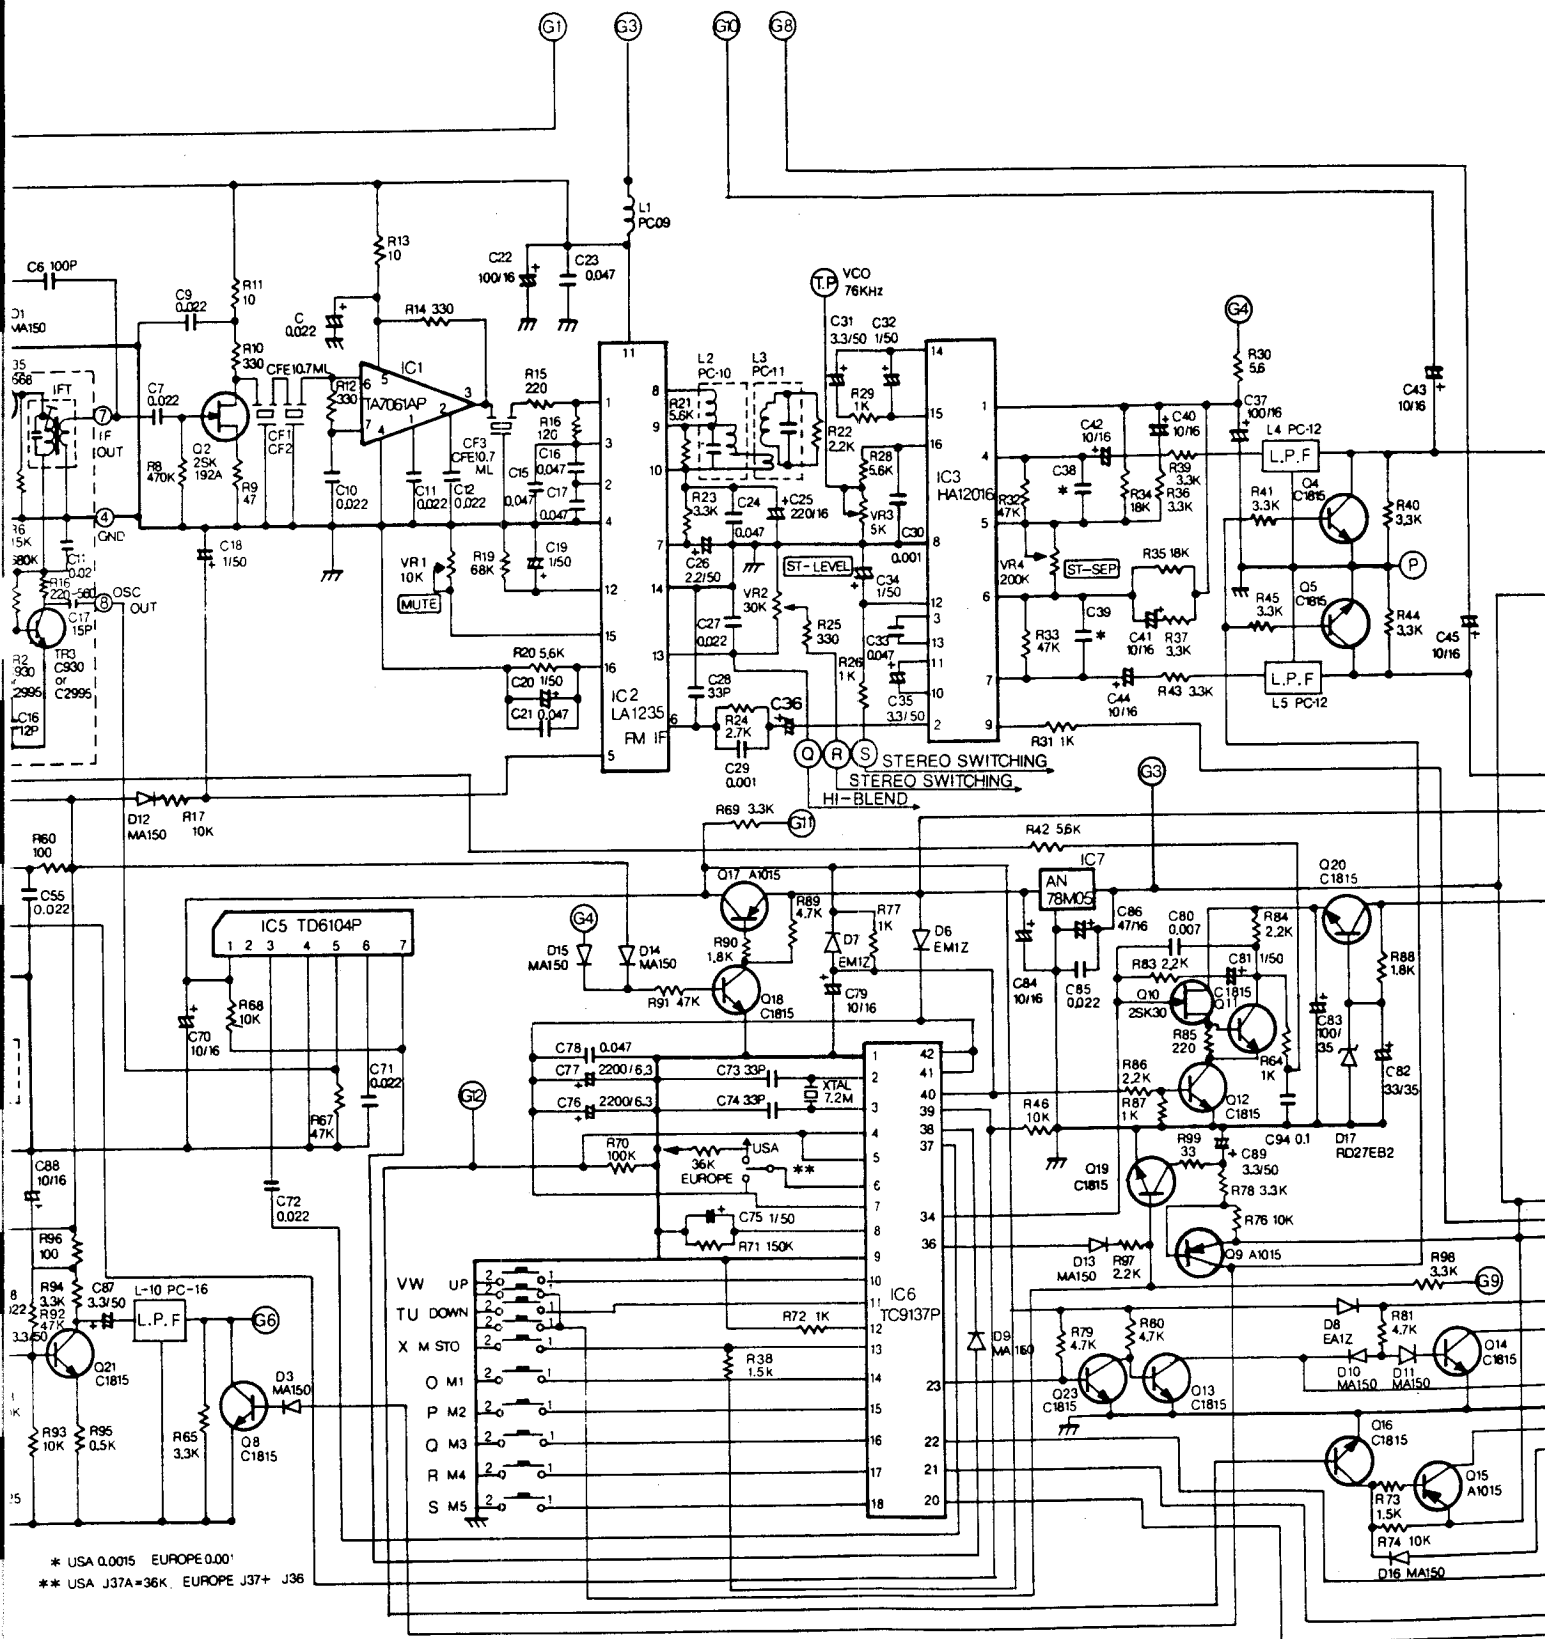 G1
G3
G10
G8
L1
PC09
C6 100P
C9
0.022
R11
10
R13
10
C22
100/16
C23
0.047
T.P
VCO
76KHz
MA150
C
0.022
R14 330
R10
330
CFE10.7ML
IC1
TA7061AP
R12
330
5
6
7
4
3
2
1
R15
220
C31
3.3/50
C32
1/50
G4
R30
5.6
IFT
C7
0.022
7
IF
OUT
R8
470K
Q2
2SK
192A
R9
47
CF1
CF2
C10
0.022
C11
0.022
C12
0.022
CF3
CFE10.7
ML
R16
120
C16
0.047
C15
0.047
C17
0.047
L2
PC-10
L3
PC-11
R21
5.6K
R22
2.2K
R29
1K
R28
5.6K
R23
3.3K
C24
0.047
C25
220/16
VR3
5K
C30
0.001
IC3
HA12016
C37
100/16
C43
10/16
C42
10/16
C40
10/16
L4 PC-12
L.P.F
R32
47K
C38
*
R34
18K
R39
3.3K
R36
3.3K
R41
3.3K
Q4
C1815
R40
3.3K
4
GND
C18
1/50
VR1
10K
MUTE
R19
68K
C19
1/50
C26
2.2/50
ST-LEVEL
C34
1/50
VR4
200K
ST-SEP
R35 18K
P
8
OSC
OUT
C17
15P
TR3
C930
or
C2995
C16
12P
VR2
30K
C27
0.022
R25
330
R26
1K
C33
0.047
R33
47K
C39
*
C41
10/16
R37
3.3K
R45
3.3K
Q5
C1815
R44
3.3K
C45
10/16
R20 5.6K
C20
1/50
C21 0.047
IC2
LA1235
FM IF
C28
33P
R24
2.7K
C29
0.001
C36
C35
3.3/50
C44
10/16
R43 3.3K
L.P.F
L5 PC-12
R31 1K
Q
R
S
STEREO SWITCHING
STEREO SWITCHING
HI-BLEND
G3
D12
MA150
R17
10K
R69 3.3K
G11
R42 5.6K
R60
100
C55
0.022
IC5 TD6104P
1 2 3 4 5 6 7
G4
D15
MA150
D14
MA150
Q17 A1015
R89
4.7K
R90
1.8K
R77
1K
D7
EM1Z
D6
EM1Z
IC7
AN
78M05
C86
47/16
C84
10/16
C85
0.022
C80
0.007
R84
2.2K
Q20
C1815
R83 2.2K
C81
1/50
R88
1.8K
R91 47K
Q18
C1815
C79
10/16
Q10
2SK30
C1815
Q11
R85
220
C83
100/
35
R68
10K
C70
10/16
C71
0.022
R67
47K
G12
C78
0.047
C77
2200/6.3
C76
2200/6.3
C73 33P
C74 33P
XTAL
7.2M
R86
2.2K
R87
1K
R64
1K
Q12
C1815
C82
33/35
R46
10K
C94 0.1
D17
RD27EB2
R70
100K
36K
USA
EUROPE
**
R99
33
C89
3.3/50
Q19
C1815
C88
10/16
C72
0.022
C75 1/50
R71 150K
R78 3.3K
R76 10K
Q9 A1015
R96
100
D13
MA150
R97
2.2K
R98
3.3K
G9
R94
3.3K
R92
47K
C87
3.3/50
L-10 PC-16
L.P.F
G6
VW UP
TU DOWN
X M STO
O M1
P M2
Q M3
R M4
S M5
R72 1K
R38
1.5K
IC6
TC9137P
D9
MA150
R79
4.7K
R80
4.7K
D8
EA1Z
R81
4.7K
Q14
C1815
D10
MA150
D11
MA150
Q21
C1815
D3
MA150
Q23
C1815
Q13
C1815
R93
10K
R95
0.5K
R65
3.3K
Q8
C1815
Q16
C1815
Q15
A1015
R73
1.5K
R74 10K
D16 MA150
* USA 0.0015 EUROPE 0.001
** USA J37A=36K EUROPE J37+ J36